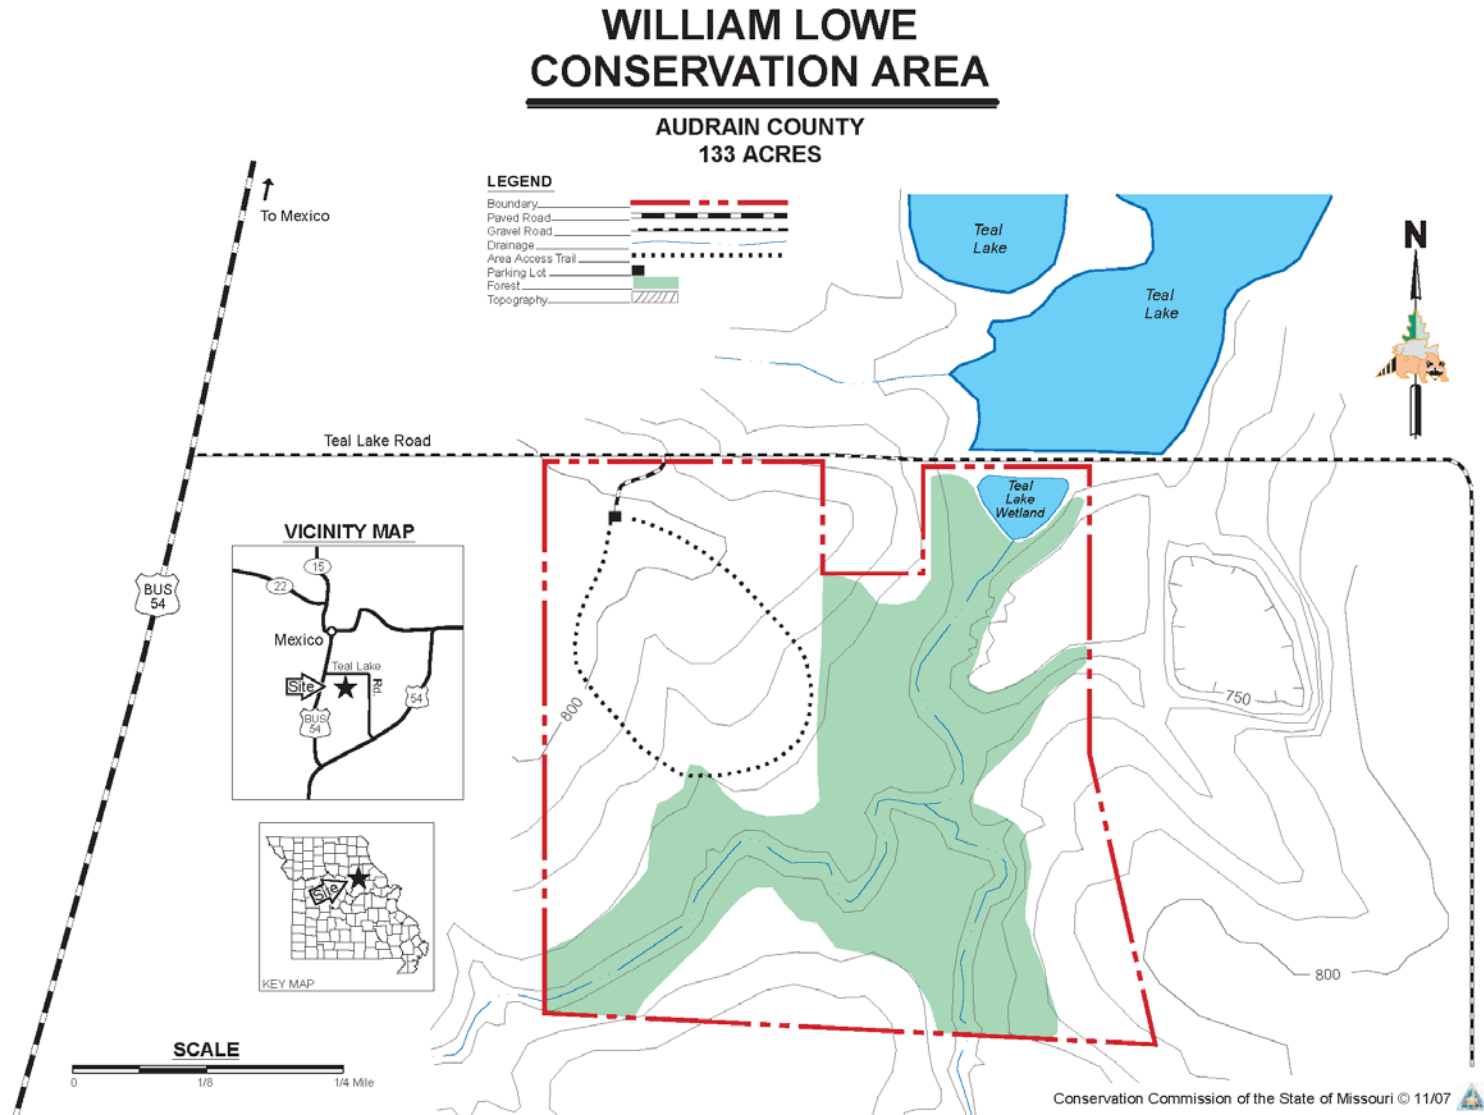 WILLIAM LOWE
CONSERVATION AREA
AUDRAIN COUNTY
133 ACRES
LEGEND
Boundary
Paved Road
Gravel Road
Drainage
Area Access Trail
Parking Lot
Forest
Topography
To Mexico
Teal
Lake
Teal
Lake
N
Teal Lake Road
Teal
Lake
Wetland
BUS
54
VICINITY MAP
15
22
Mexico
Teal Lake
Rd.
Site
54
BUS
54
800
750
Site
KEY MAP
800
SCALE
0 1/8 1/4 Mile
Conservation Commission of the State of Missouri © 11/07